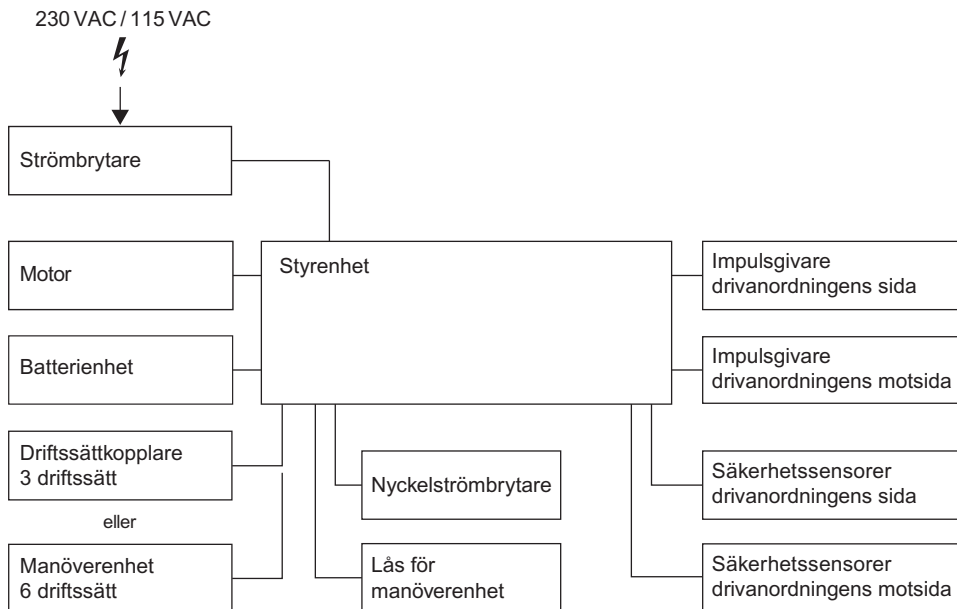 230 VAC / 115 VAC
Strömbrytare
Motor
Styrenhet
Impulsgivare
drivanordningens sida
Batterienhet
Impulsgivare
drivanordningens motsida
Driftssättkopplare
3 driftssätt
Nyckelströmbrytare
Säkerhetssensorer
drivanordningens sida
eller
Manöverenhet
6 driftssätt
Lås för
manöverenhet
Säkerhetssensorer
drivanordningens motsida